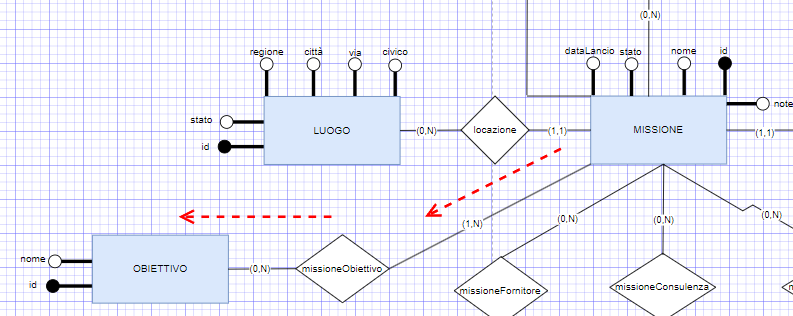 (0,N)
regione
città
via
civico
dataLancio
stato
nome
id
stato
note
LUOGO
(0,N)
locazione
(1,1)
MISSIONE
(1,1)
id
(1,N)
(0,N)
(0,N)
(0,N)
nome
OBIETTIVO
(0,N)
missioneObiettivo
id
missioneFornitore
missioneConsulenza